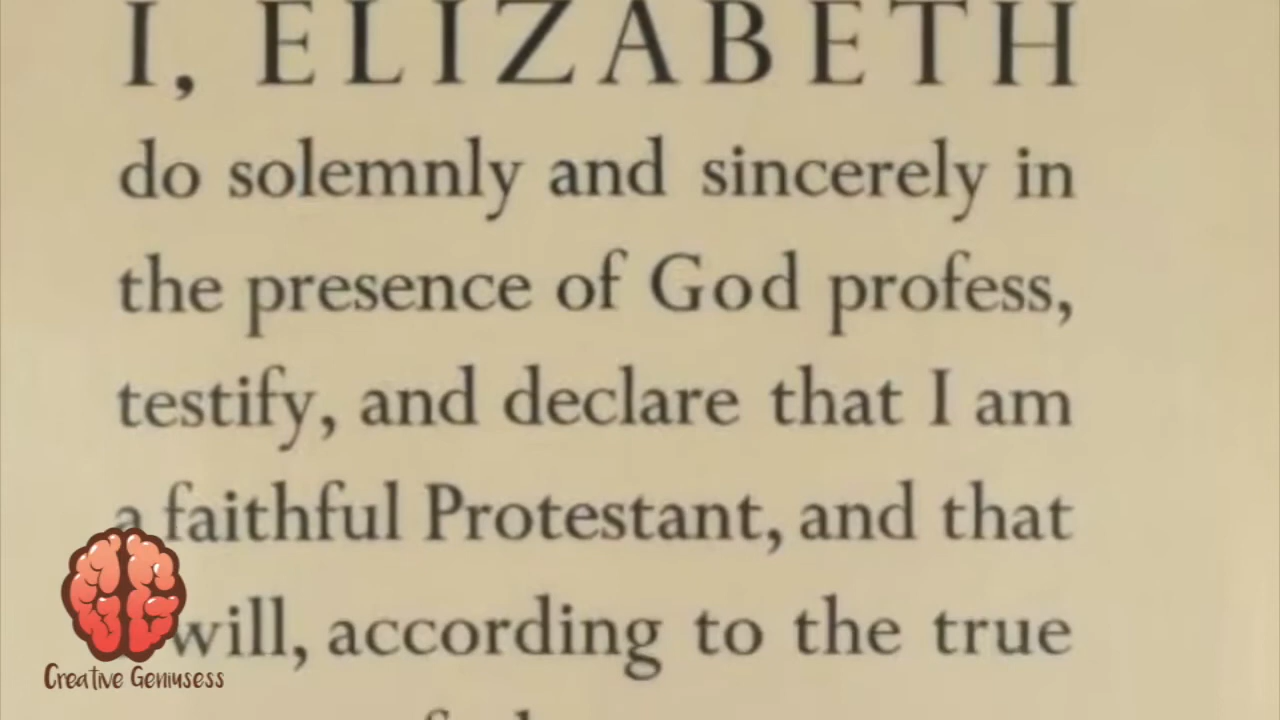 I, ELIZABETH
do solemnly and sincerely in
the presence of God profess,
testify, and declare that I am
a faithful Protestant, and that
will, according to the true
Creative Geniusess